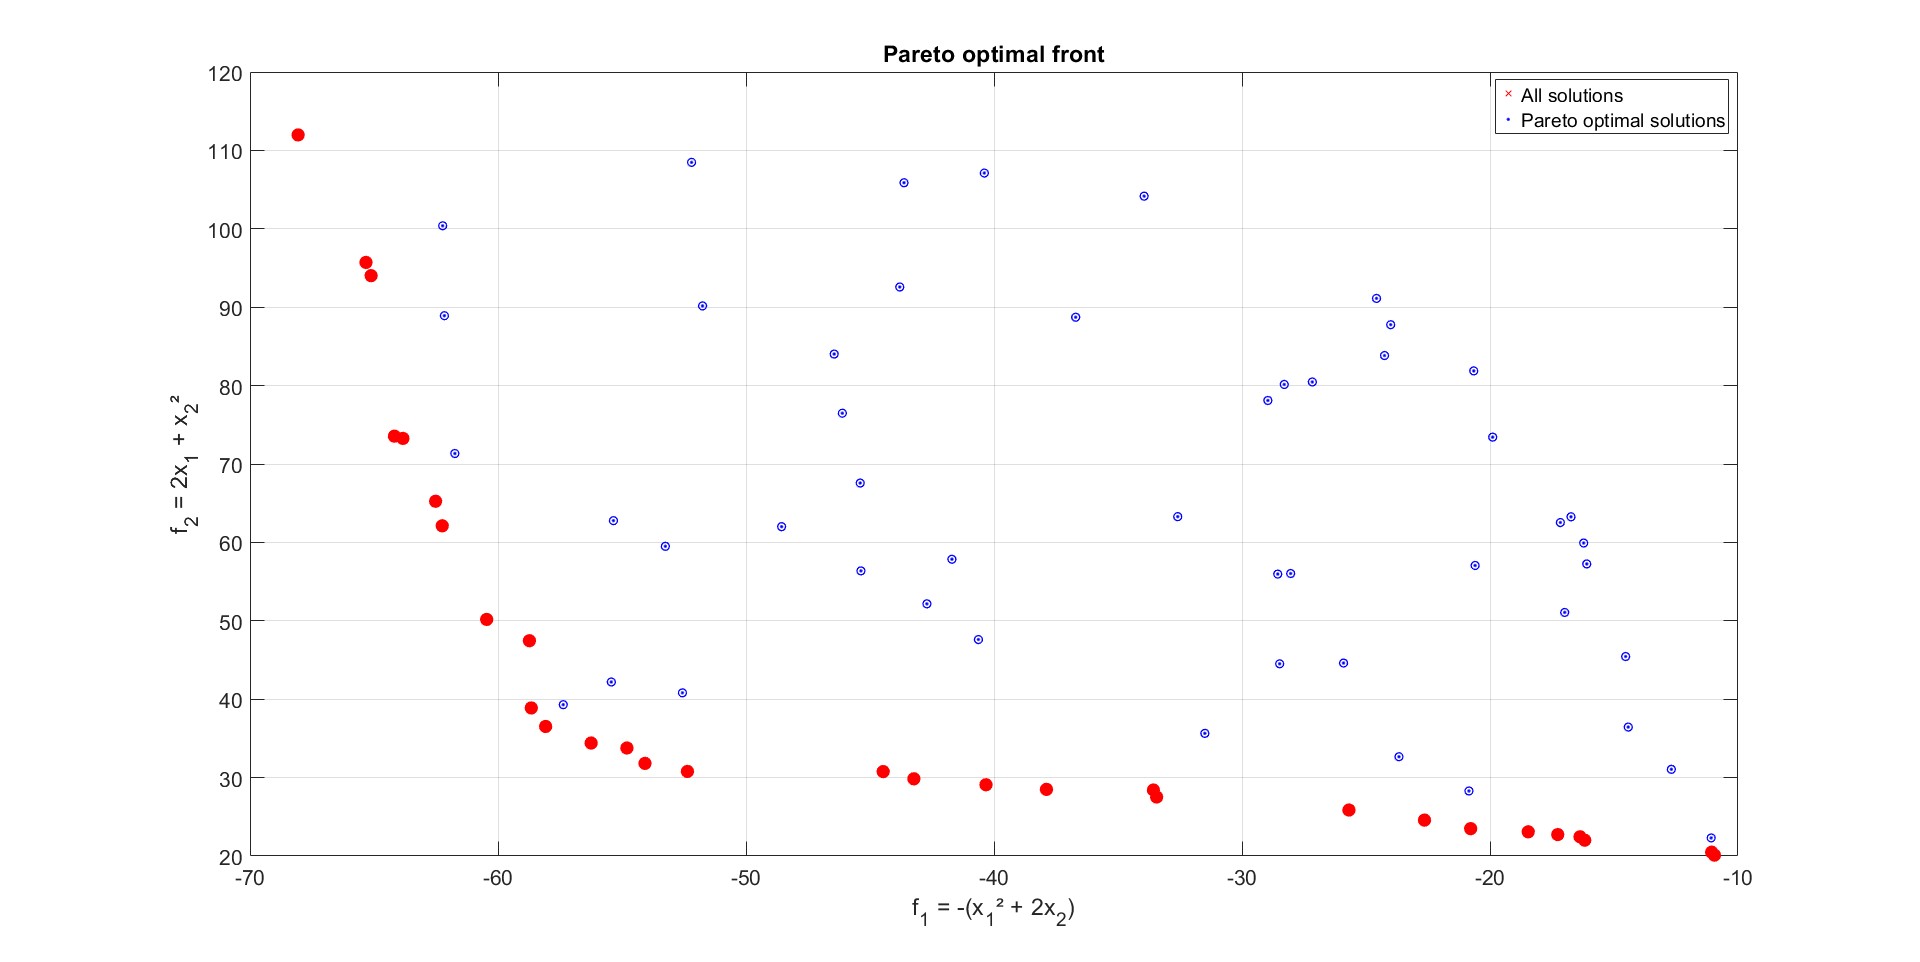 Pareto optimal front
All solutions
Pareto optimal solutions
120
110
100
90
80
70
60
50
40
30
20
f₂ = 2x₁ + x₂²
-70 -60 -50 -40 -30 -20 -10
f₁ = -(x₁² + 2x₂)